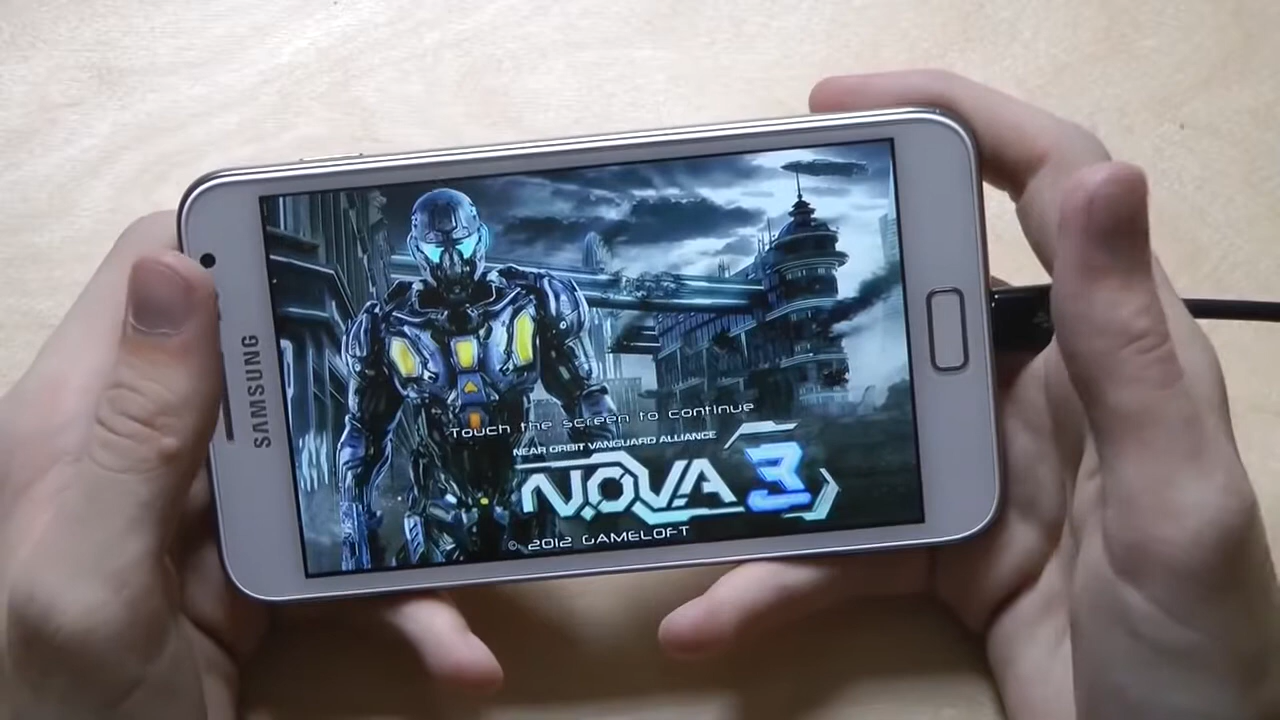 SAMSUNG
Touch the screen to continue
NEAR ORBIT VANGUARD ALLIANCE
N.O.V.A 3
© 2012 GAMELOFT